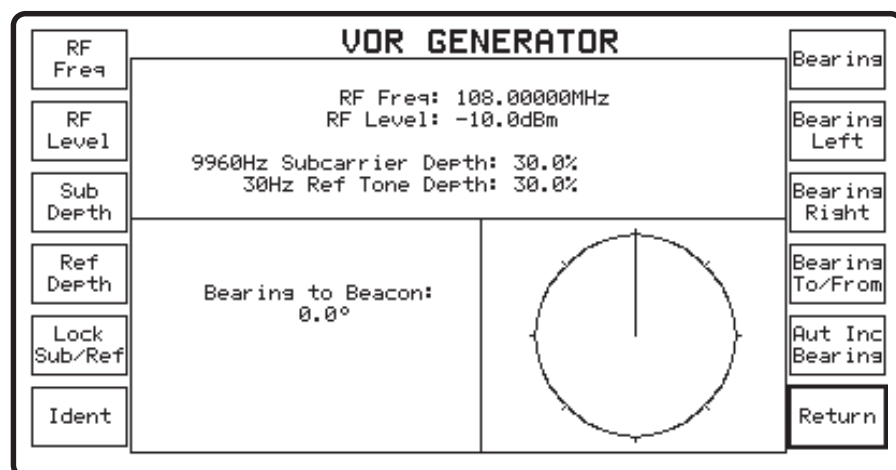 VOR GENERATOR
RF
Freq
RF
Level
Sub
Depth
Ref
Depth
Lock
Sub/Ref
Ident
RF Freq: 108.00000MHz
RF Level: -10.0dBm
9960Hz Subcarrier Depth: 30.0%
30Hz Ref Tone Depth: 30.0%
Bearing to Beacon:
0.0°
Bearing
Bearing
Left
Bearing
Right
Bearing
To/From
Aut Inc
Bearing
Return